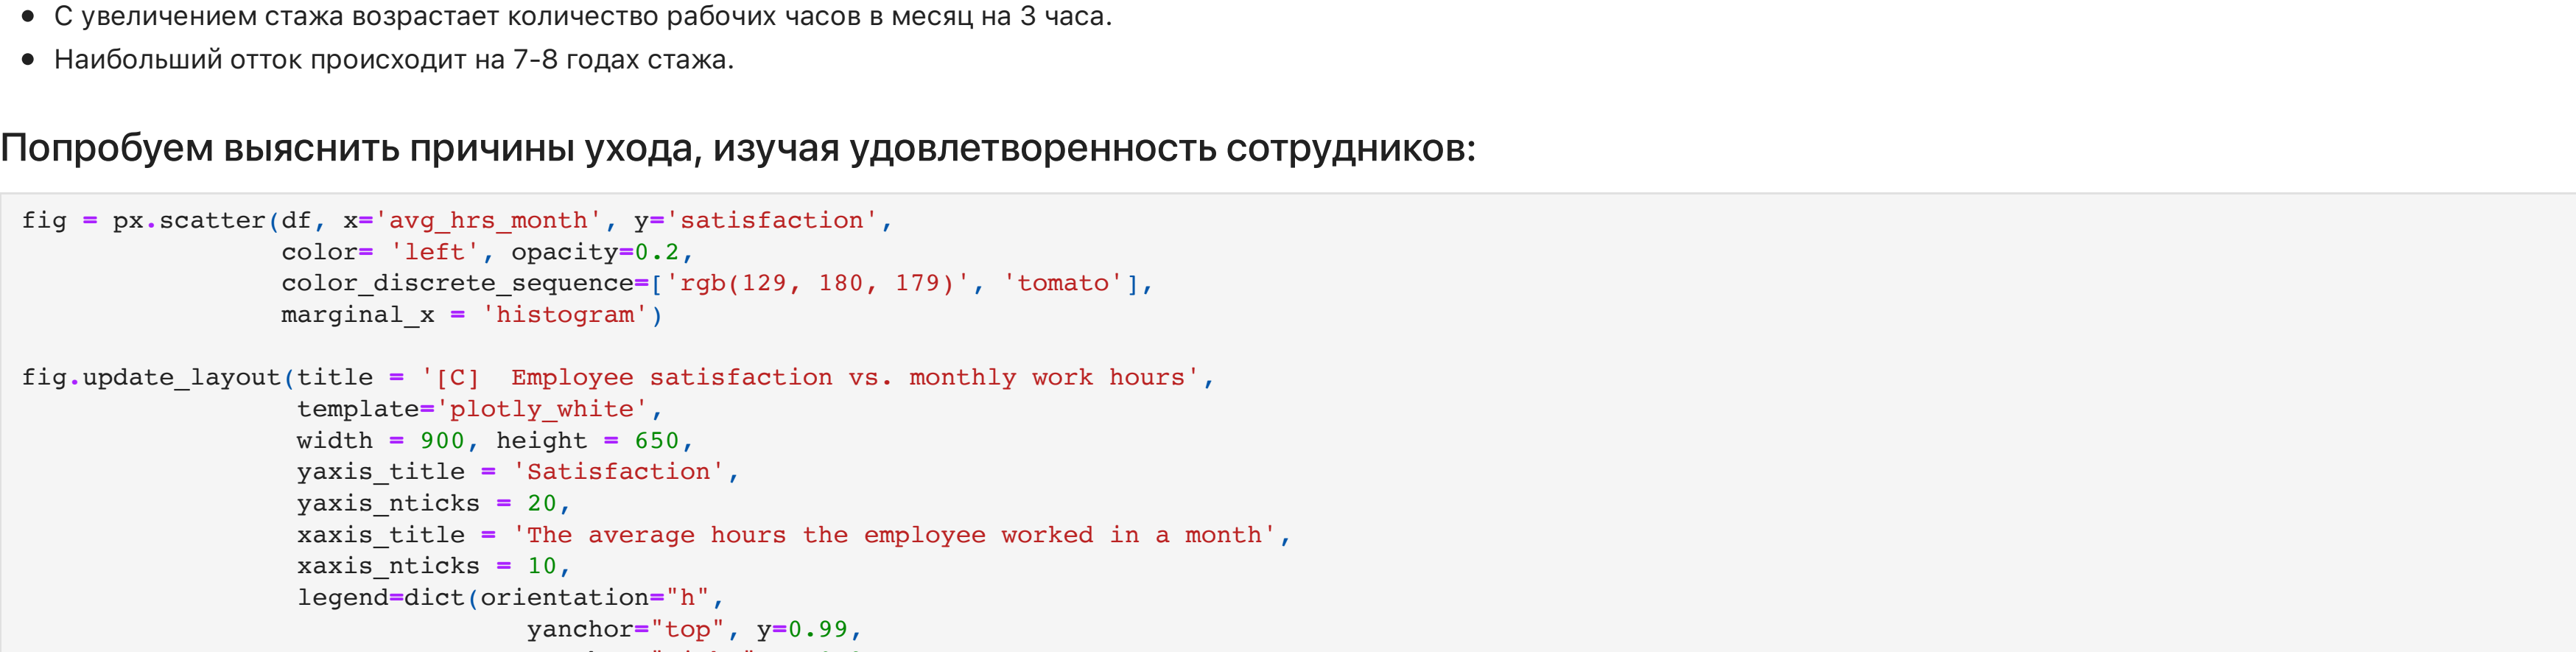 С увеличением стажа возрастает количество рабочих часов в месяц на 3 часа.
Наибольший отток происходит на 7-8 годах стажа.
Попробуем выяснить причины ухода, изучая удовлетворенность сотрудников:
fig = px.scatter(df, x='avg_hrs_month', y='satisfaction',
color= 'left', opacity=0.2,
color_discrete_sequence=['rgb(129, 180, 179)', 'tomato'],
marginal_x = 'histogram')
fig.update_layout(title = '[C]  Employee satisfaction vs. monthly work hours',
template='plotly_white',
width = 900, height = 650,
yaxis_title = 'Satisfaction',
yaxis_nticks = 20,
xaxis_title = 'The average hours the employee worked in a month',
xaxis_nticks = 10,
legend=dict(orientation="h",
yanchor="top", y=0.99,